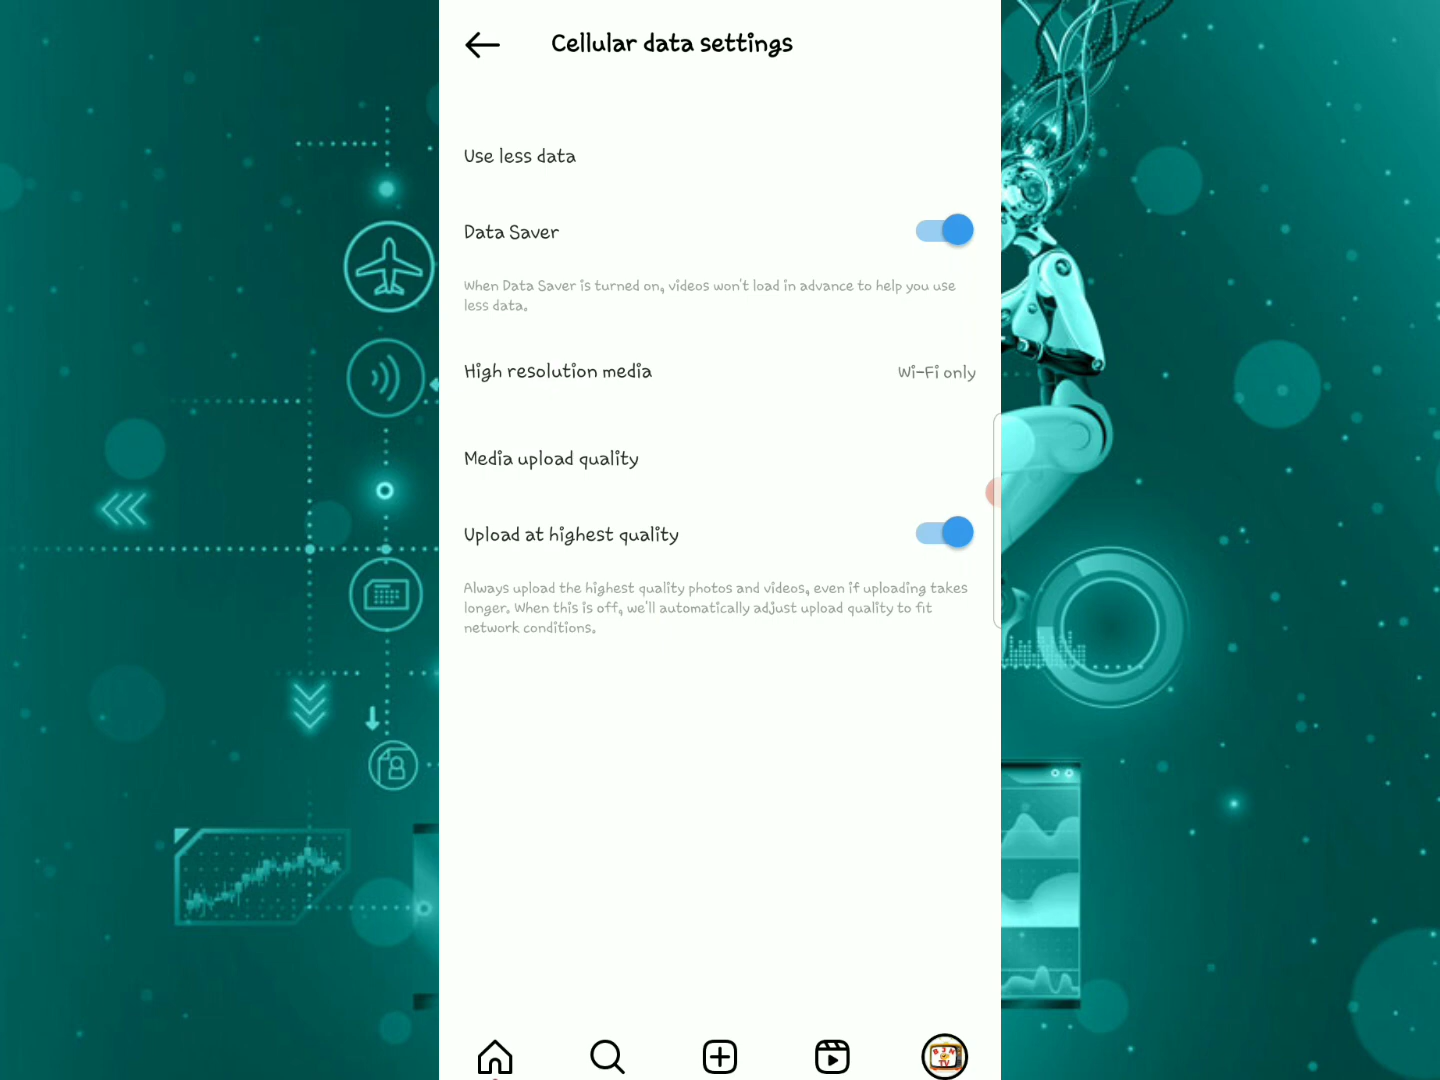 Cellular data settings
Use less data
Data Saver
When Data Saver is turned on, videos won't load in advance to help you use
less data.
High resolution media
Wi-Fi only
Media upload quality
Upload at highest quality
Always upload the highest quality photos and videos, even if uploading takes
longer. When this is off, we'll automatically adjust upload quality to fit
network conditions.
TV